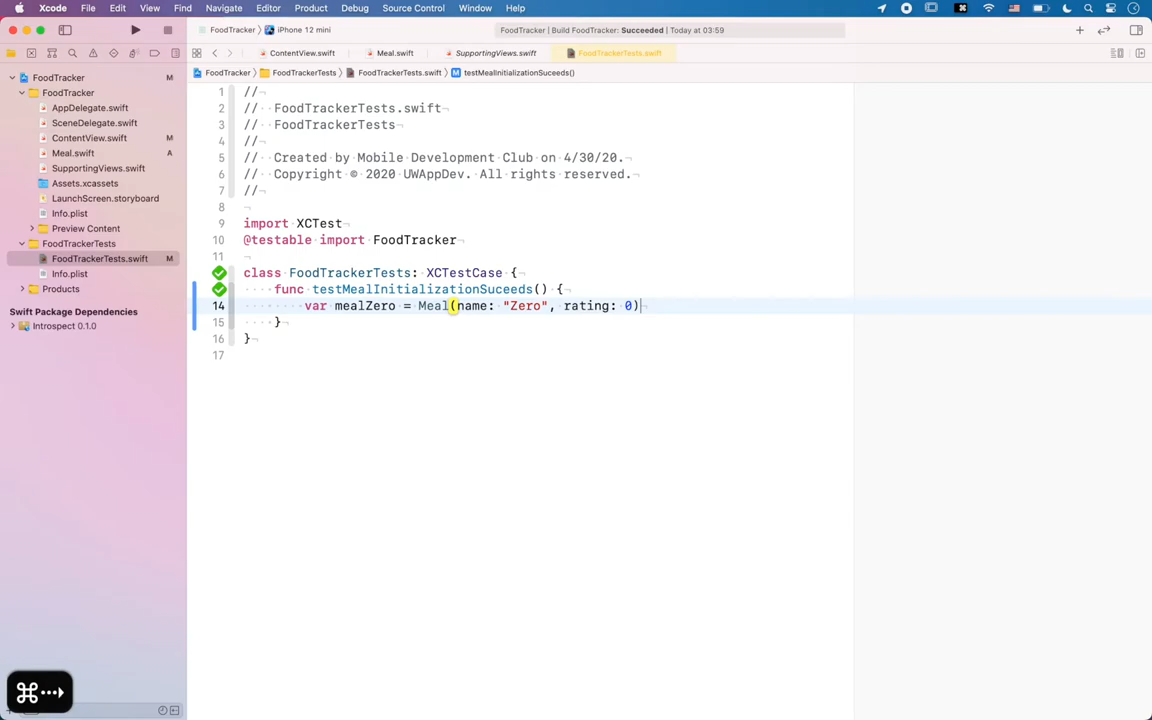 Xcode File Edit View Find Navigate Editor Product Debug Source Control Window Help
FoodTracker iPhone 12 mini FoodTracker | Build FoodTracker: Succeeded | Today at 03:59
ContentView.swift Meal.swift SupportingViews.swift FoodTrackerTests.swift
FoodTracker FoodTrackerTests FoodTrackerTests.swift M testMealInitializationSuceeds()
FoodTracker M
FoodTracker
AppDelegate.swift
SceneDelegate.swift
ContentView.swift M
Meal.swift A
SupportingViews.swift
Assets.xcassets
LaunchScreen.storyboard
Info.plist
Preview Content
FoodTrackerTests
FoodTrackerTests.swift M
Info.plist
Products
Swift Package Dependencies
Introspect 0.1.0
1 //
2 // FoodTrackerTests.swift
3 // FoodTrackerTests
4 //
5 // Created by Mobile Development Club on 4/30/20.
6 // Copyright © 2020 UWAppDev. All rights reserved.
7 //
8
9 import XCTest
10 @testable import FoodTracker
11
12 class FoodTrackerTests: XCTestCase {
13 func testMealInitializationSuceeds() {
14 var mealZero = Meal(name: "Zero", rating: 0)
15 }
16 }
17
⌘⇢